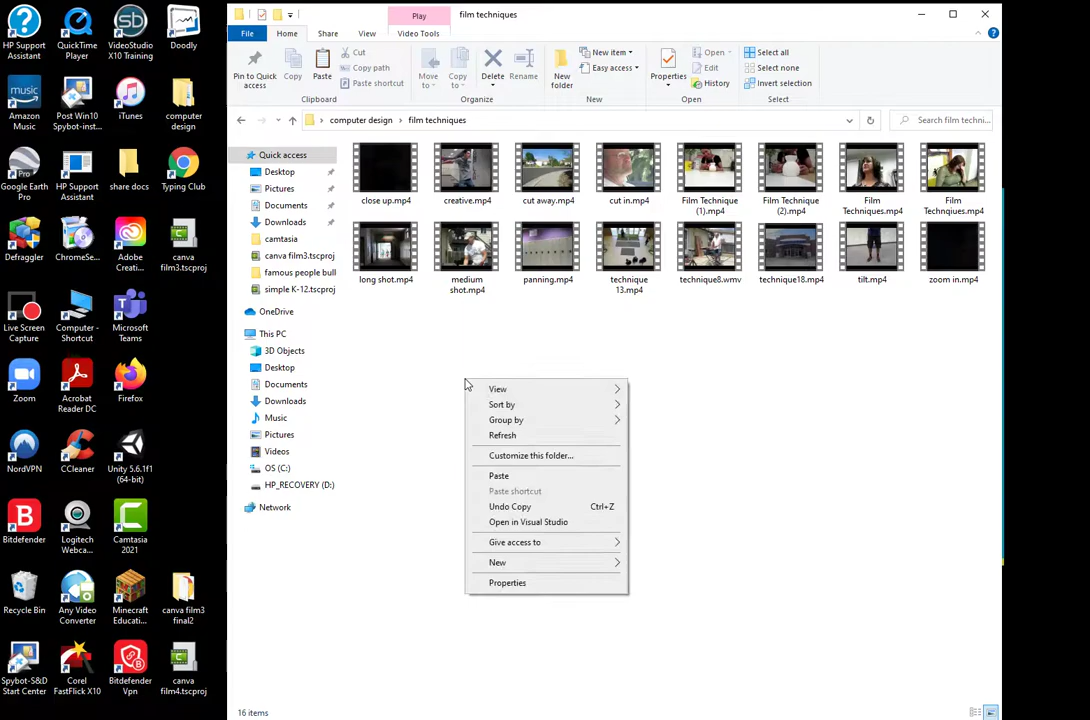 HP Support
Assistant
QuickTime
Player
VideoStudio
X10 Training
Doodly
Amazon
Music
Post Win10
Spybot-inst...
iTunes
computer
design
Google Earth
Pro
HP Support
Assistant
share docs
Typing Club
Defraggler
ChromeSe...
Adobe
Creati...
canva
film3.tscproj
Live Screen
Capture
Computer -
Shortcut
Microsoft
Teams
Zoom
Acrobat
Reader DC
Firefox
NordVPN
CCleaner
Unity 5.6.1f1
(64-bit)
Bitdefender
Logitech
Webca...
Camtasia
2021
Recycle Bin
Any Video
Converter
Minecraft
Educati...
canva film3
final2
Spybot-S&D
Start Center
Corel
FastFlick X10
Bitdefender
Vpn
canva
film4.tscproj
Play
film techniques
File
Home
Share
View
Video Tools
Pin to Quick
access
Copy
Paste
Cut
Copy path
Paste shortcut
Clipboard
Move
to
Copy
to
Delete
Rename
Organize
New
folder
New item
Easy access
New
Properties
Open
Edit
History
Open
Select all
Select none
Invert selection
Select
computer design > film techniques
Search film techni...
Quick access
Desktop
Pictures
Documents
Downloads
camtasia
canva film3.tscproj
famous people bull
simple K-12.tscproj
OneDrive
This PC
3D Objects
Desktop
Documents
Downloads
Music
Pictures
Videos
OS (C:)
HP_RECOVERY (D:)
Network
close up.mp4
creative.mp4
cut away.mp4
cut in.mp4
Film Technique
(1).mp4
Film Technique
(2).mp4
Film
Techniques.mp4
Film
Technqiues.mp4
long shot.mp4
medium
shot.mp4
panning.mp4
technique
13.mp4
technique8.wmv
technique18.mp4
tilt.mp4
zoom in.mp4
View
Sort by
Group by
Refresh
Customize this folder...
Paste
Paste shortcut
Undo Copy Ctrl+Z
Open in Visual Studio
Give access to
New
Properties
16 items